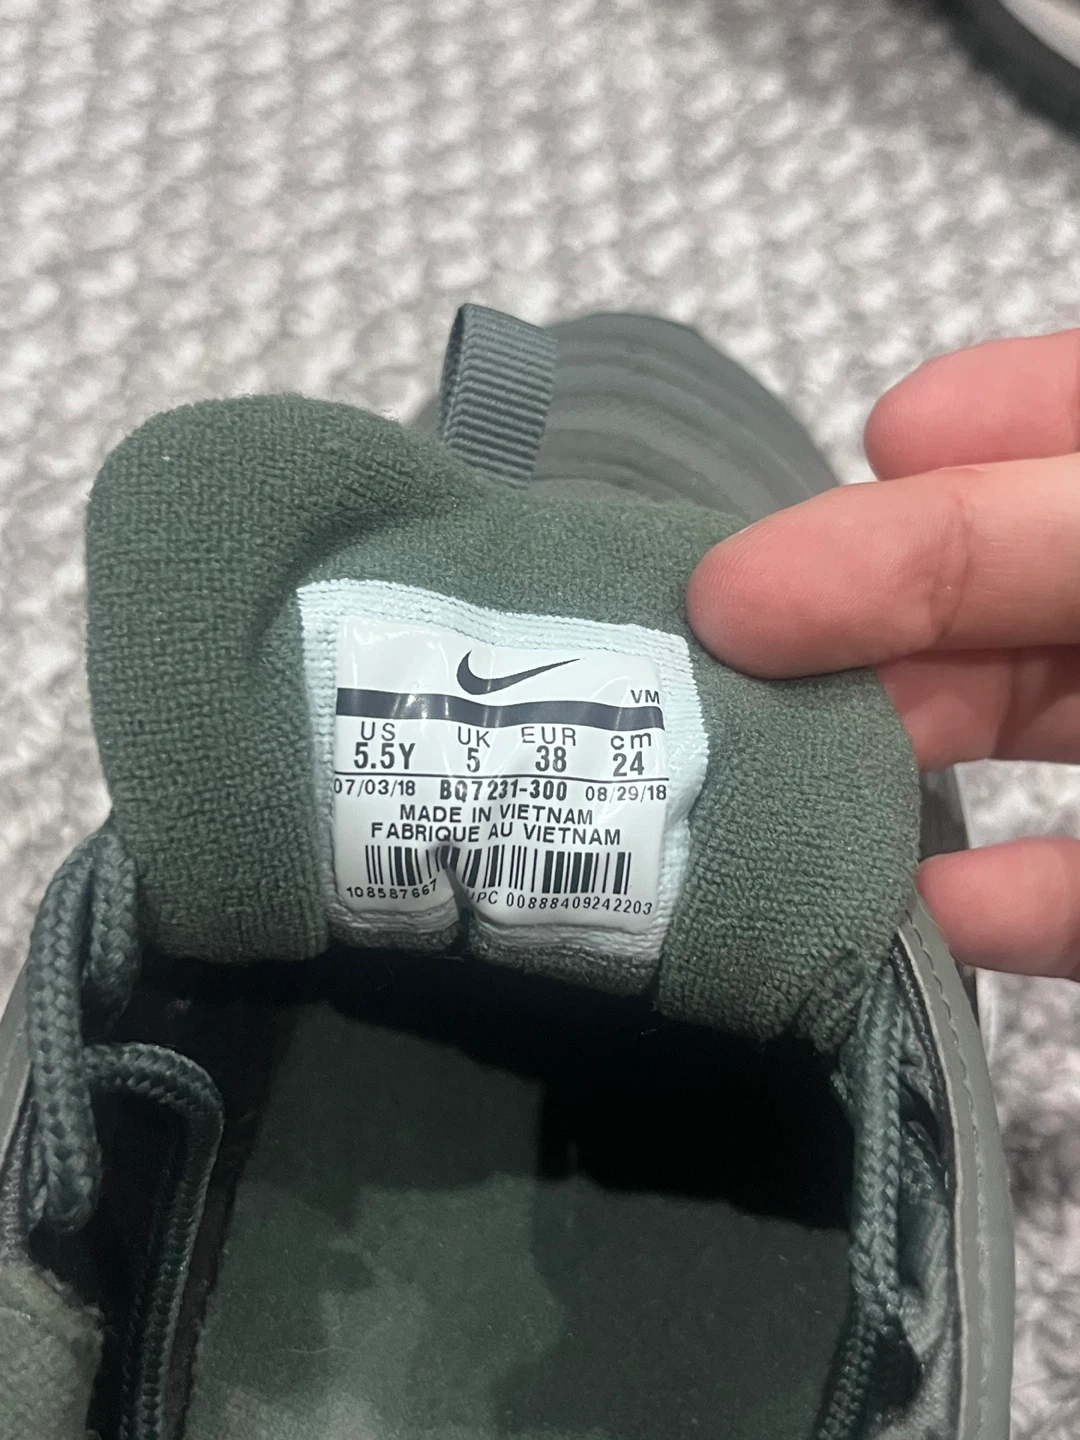 VM
US UK EUR cm
5.5Y 5 38 24
07/03/18 BQ7231-300 08/29/18
MADE IN VIETNAM
FABRIQUE AU VIETNAM
108587667 UPC 00888409242203